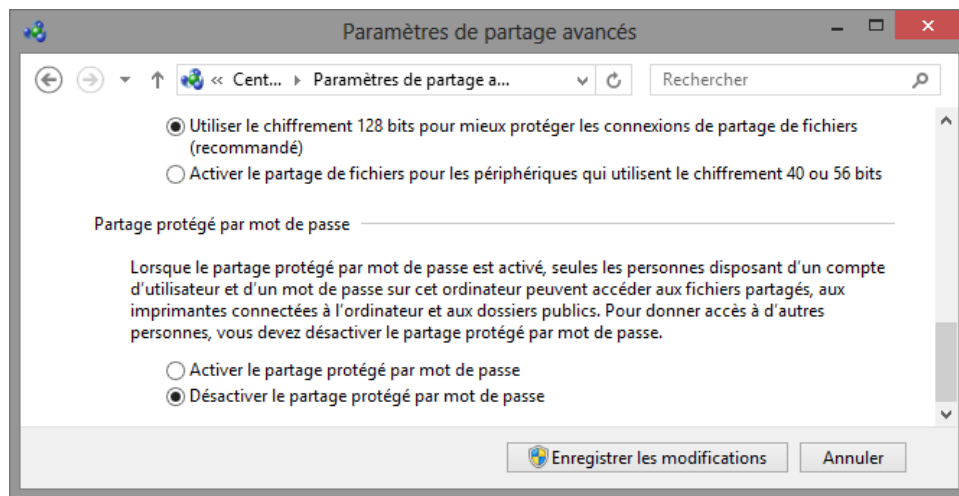 Paramètres de partage avancés
« Cent... Paramètres de partage a... Rechercher
Utiliser le chiffrement 128 bits pour mieux protéger les connexions de partage de fichiers
(recommandé)
Activer le partage de fichiers pour les périphériques qui utilisent le chiffrement 40 ou 56 bits
Partage protégé par mot de passe
Lorsque le partage protégé par mot de passe est activé, seules les personnes disposant d'un compte
d'utilisateur et d'un mot de passe sur cet ordinateur peuvent accéder aux fichiers partagés, aux
imprimantes connectées à l'ordinateur et aux dossiers publics. Pour donner accès à d'autres
personnes, vous devez désactiver le partage protégé par mot de passe.
Activer le partage protégé par mot de passe
Désactiver le partage protégé par mot de passe
Enregistrer les modifications Annuler